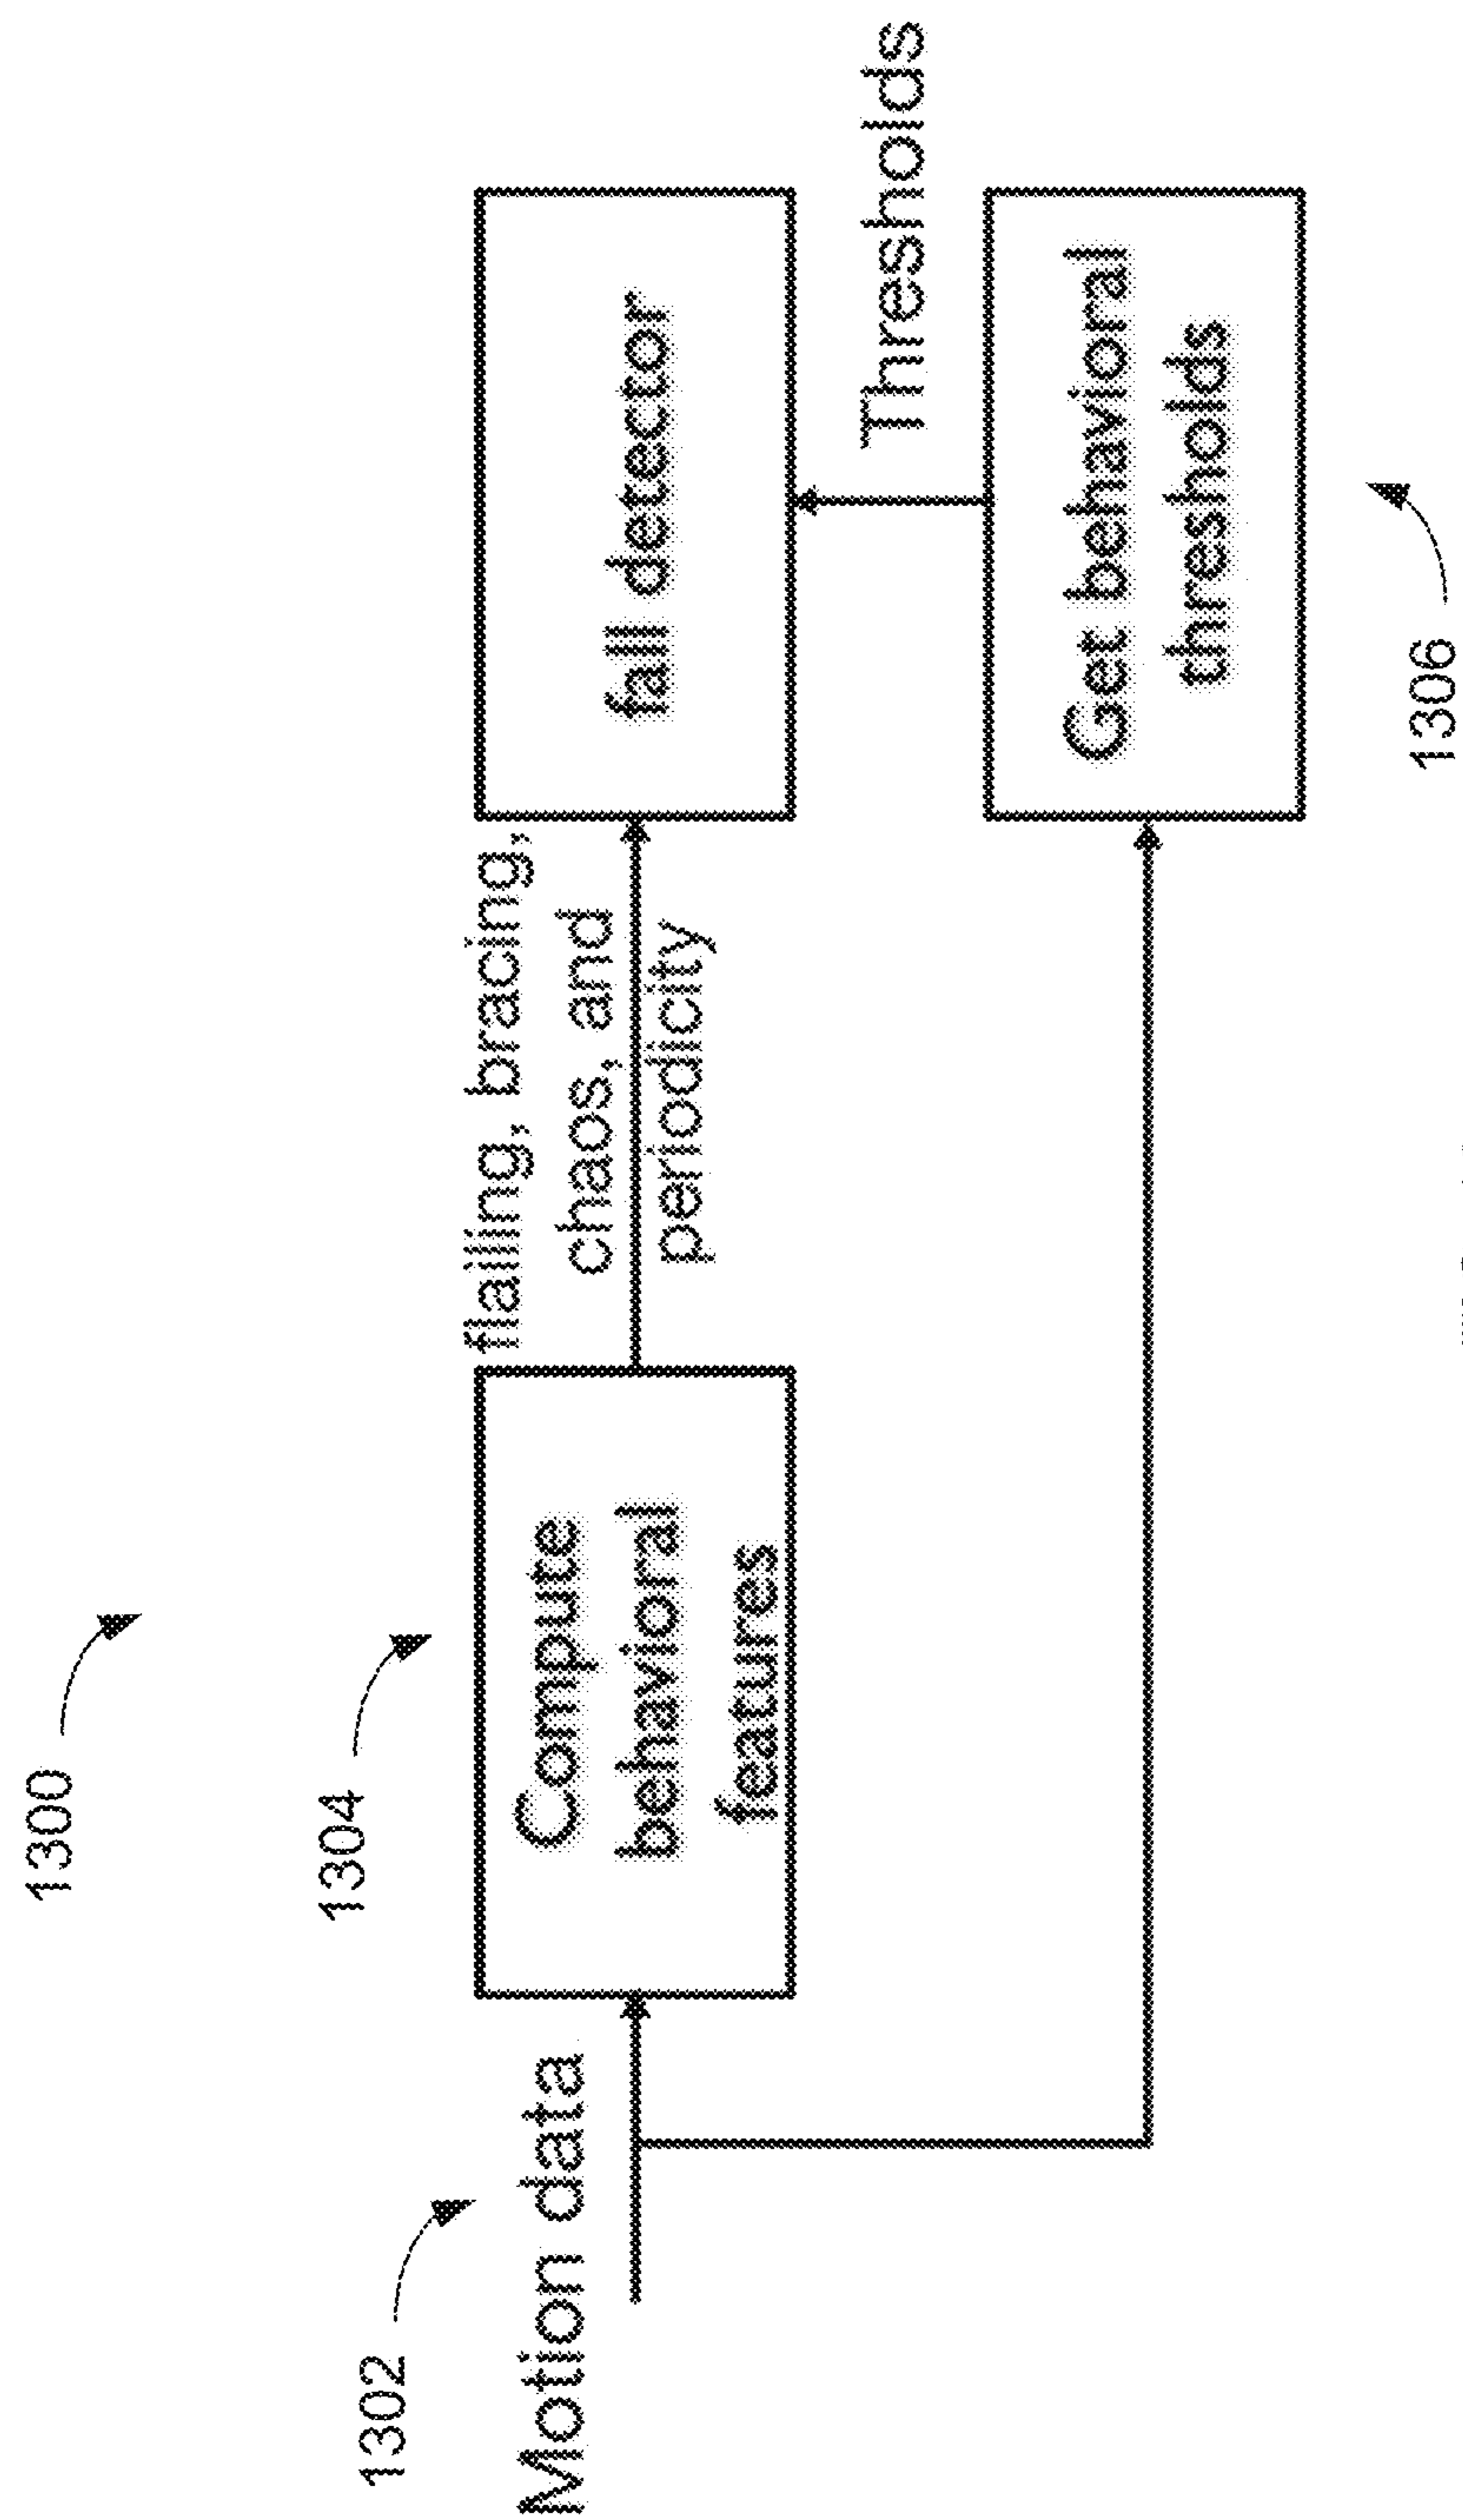 1300
1304
1302
Motion data
Compute
behavioral
features
flailing, bracing,
chaos, and
periodicity
fall detector
Thresholds
Get behavioral
thresholds
1306